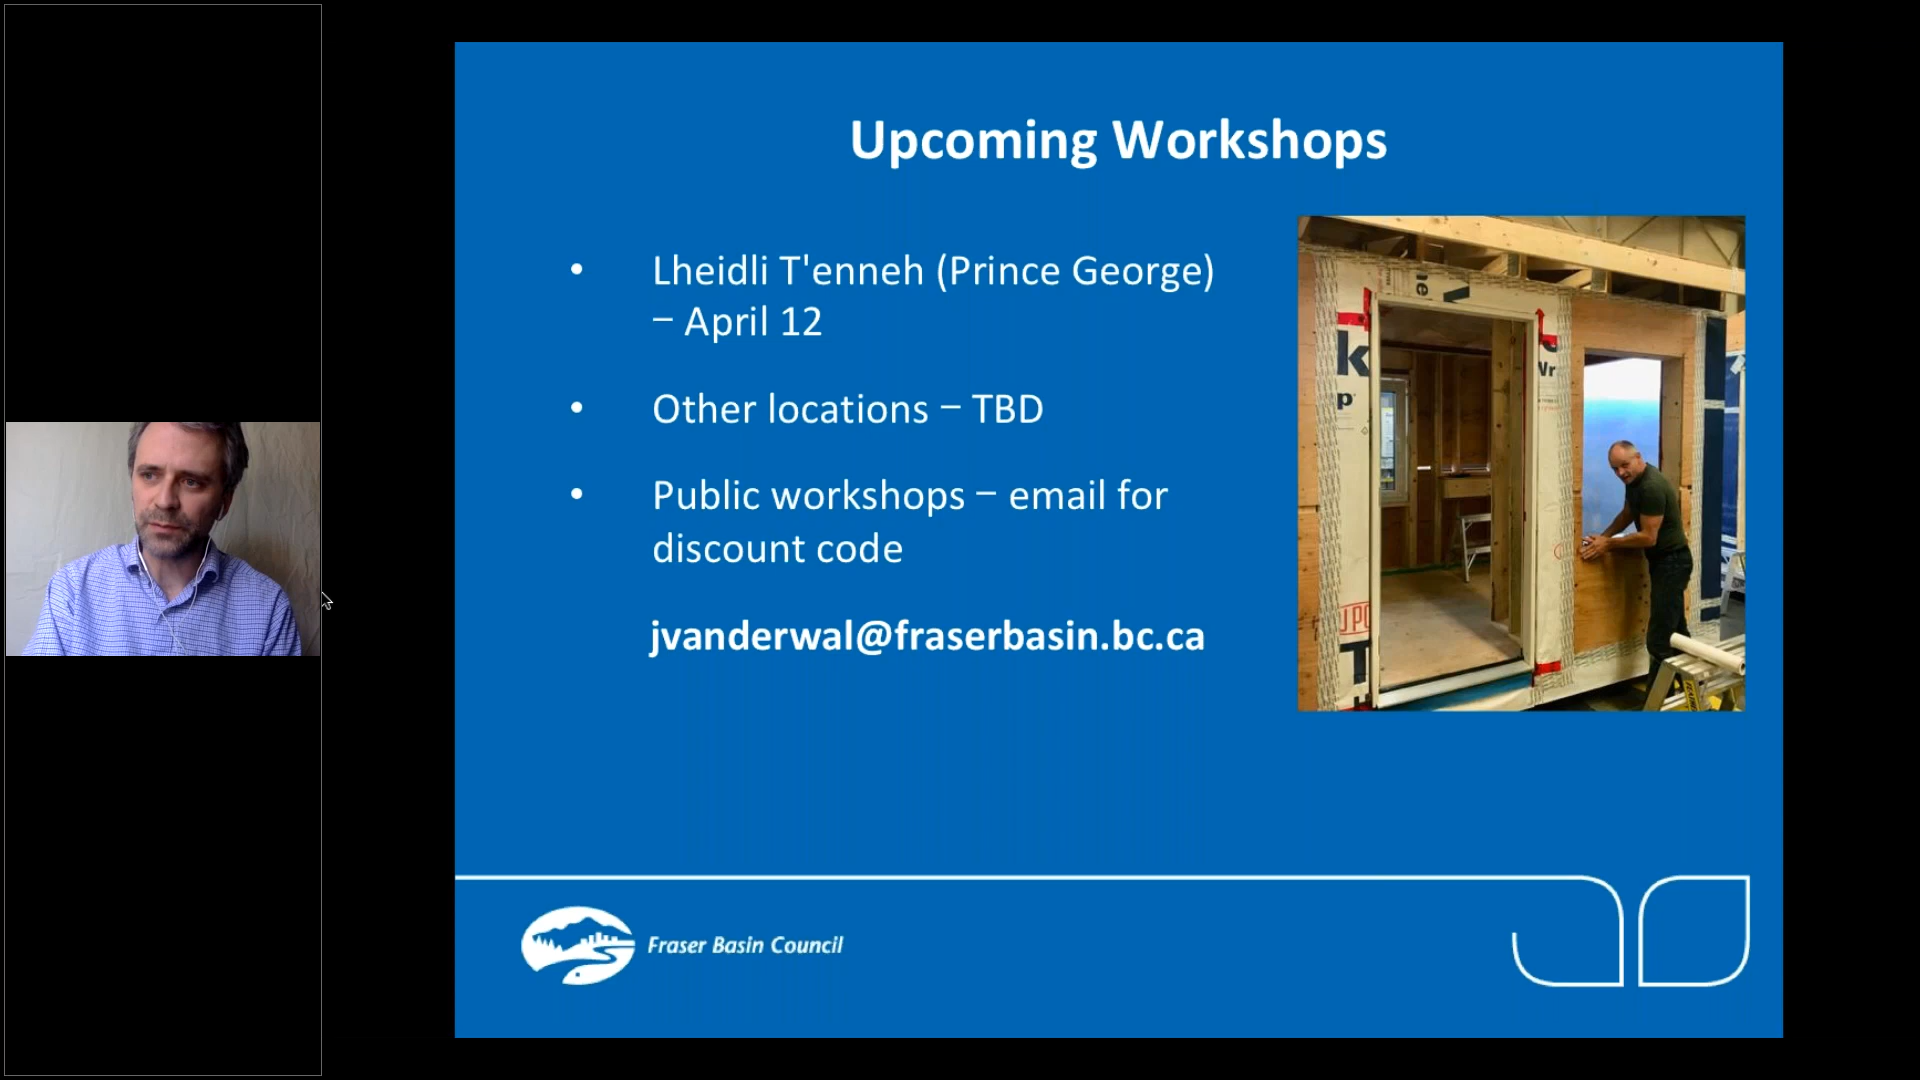 Upcoming Workshops
• Lheidli T'enneh (Prince George)
– April 12
• Other locations – TBD
• Public workshops – email for
discount code
jvanderwal@fraserbasin.bc.ca
k
p
Wr
T
Fraser Basin Council